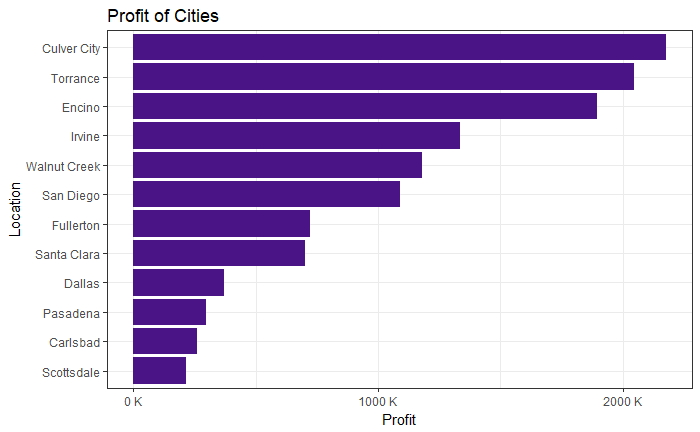 Profit of Cities
Location
Culver City
Torrance
Encino
Irvine
Walnut Creek
San Diego
Fullerton
Santa Clara
Dallas
Pasadena
Carlsbad
Scottsdale
0 K 1000 K 2000 K
Profit